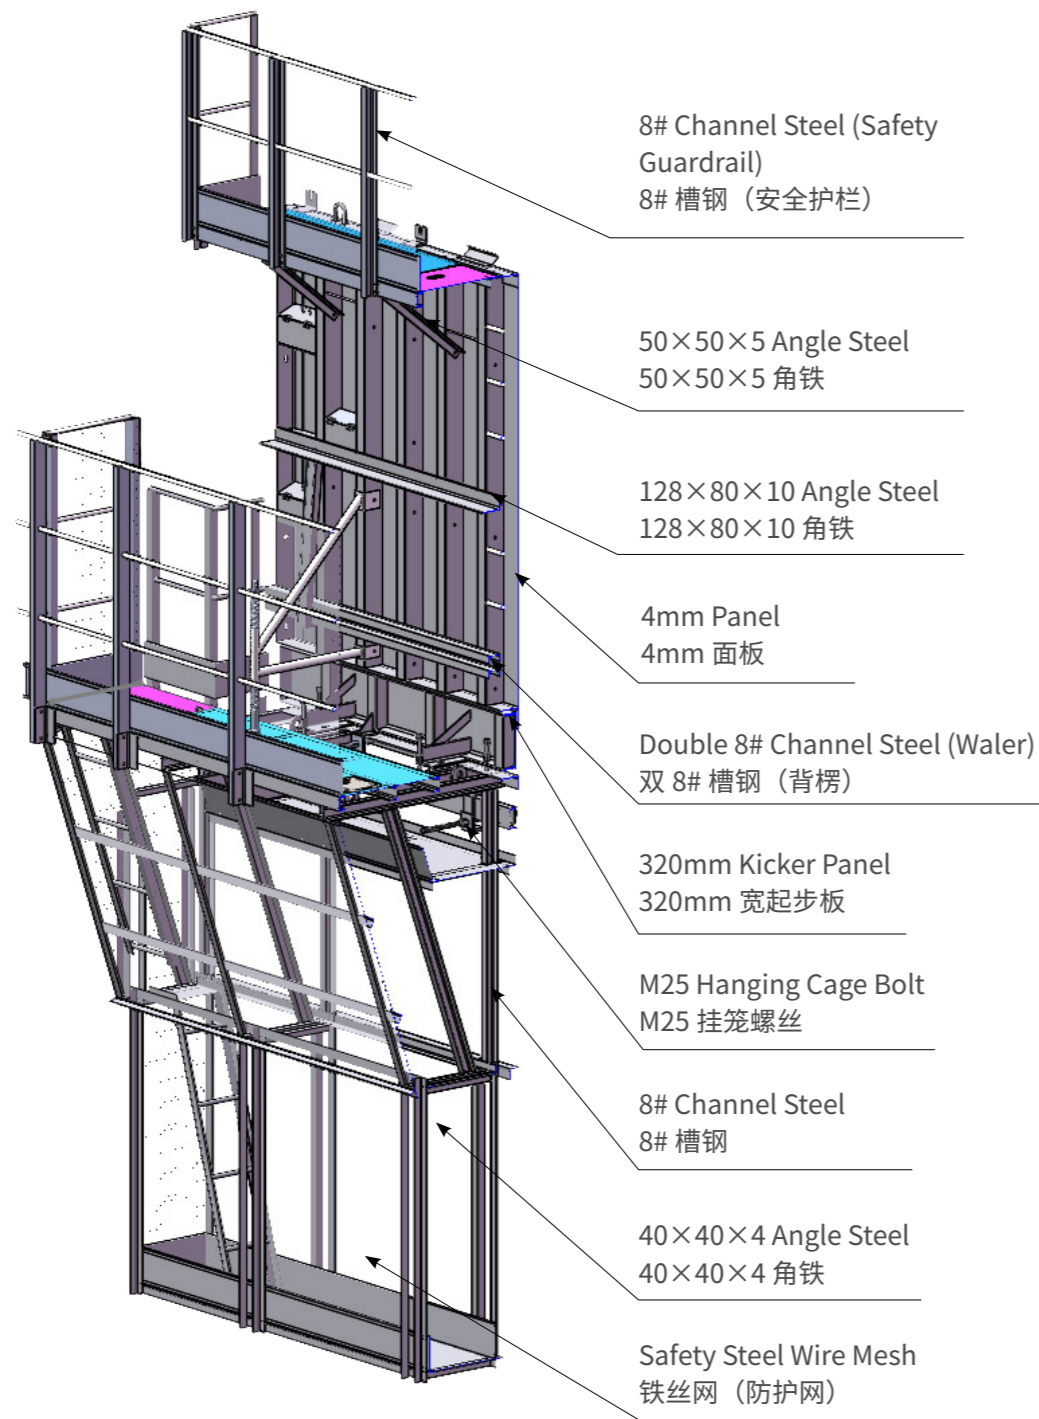 8# Channel Steel (Safety
Guardrail)
8# 槽钢（安全护栏）
50×50×5 Angle Steel
50×50×5 角铁
128×80×10 Angle Steel
128×80×10 角铁
4mm Panel
4mm 面板
Double 8# Channel Steel (Waler)
双 8# 槽钢（背楞）
320mm Kicker Panel
320mm 宽起步板
M25 Hanging Cage Bolt
M25 挂笼螺丝
8# Channel Steel
8# 槽钢
40×40×4 Angle Steel
40×40×4 角铁
Safety Steel Wire Mesh
铁丝网（防护网）